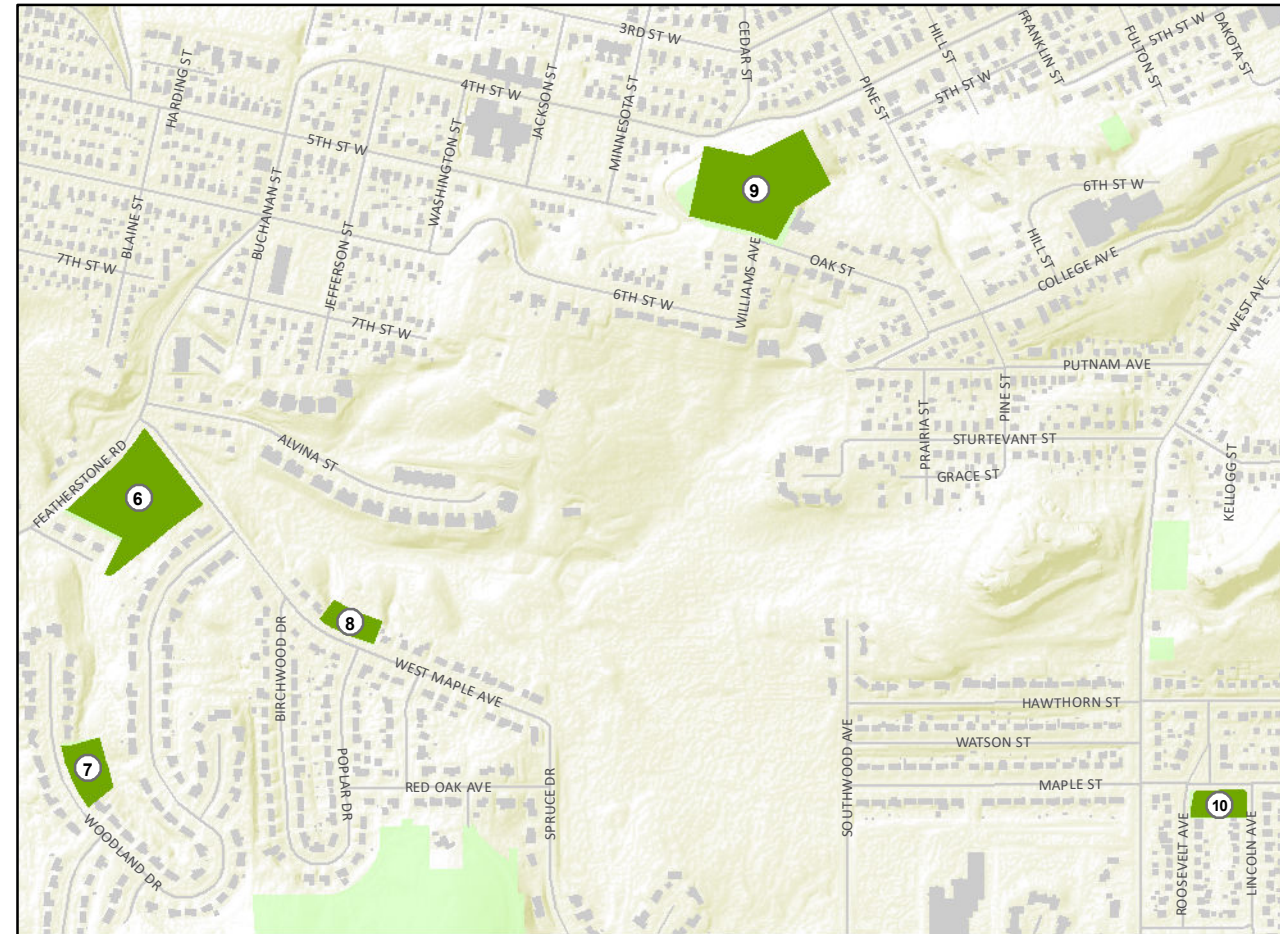 3RD ST W
CEDAR ST
HILL ST
FRANKLIN ST
FULTON ST
5TH ST W
DAKOTA ST
HARDING ST
4TH ST W
JACKSON ST
MINNESOTA ST
PINE ST
5TH ST W
5TH ST W
WASHINGTON ST
BUCHANAN ST
BLAINE ST
JEFFERSON ST
9
6TH ST W
HILL ST
COLLEGE AVE
7TH ST W
OAK ST
WILLIAMS AVE
6TH ST W
7TH ST W
WEST AVE
PUTNAM AVE
PINE ST
PRAIRIA ST
STURTEVANT ST
GRACE ST
KELLOGG ST
ALVINA ST
FEATHERSTONE RD
6
8
BIRCHWOOD DR
WEST MAPLE AVE
HAWTHORN ST
WATSON ST
SOUTHWOOD AVE
MAPLE ST
7
POPLAR DR
RED OAK AVE
SPRUCE DR
10
WOODLAND DR
ROOSEVELT AVE
LINCOLN AVE